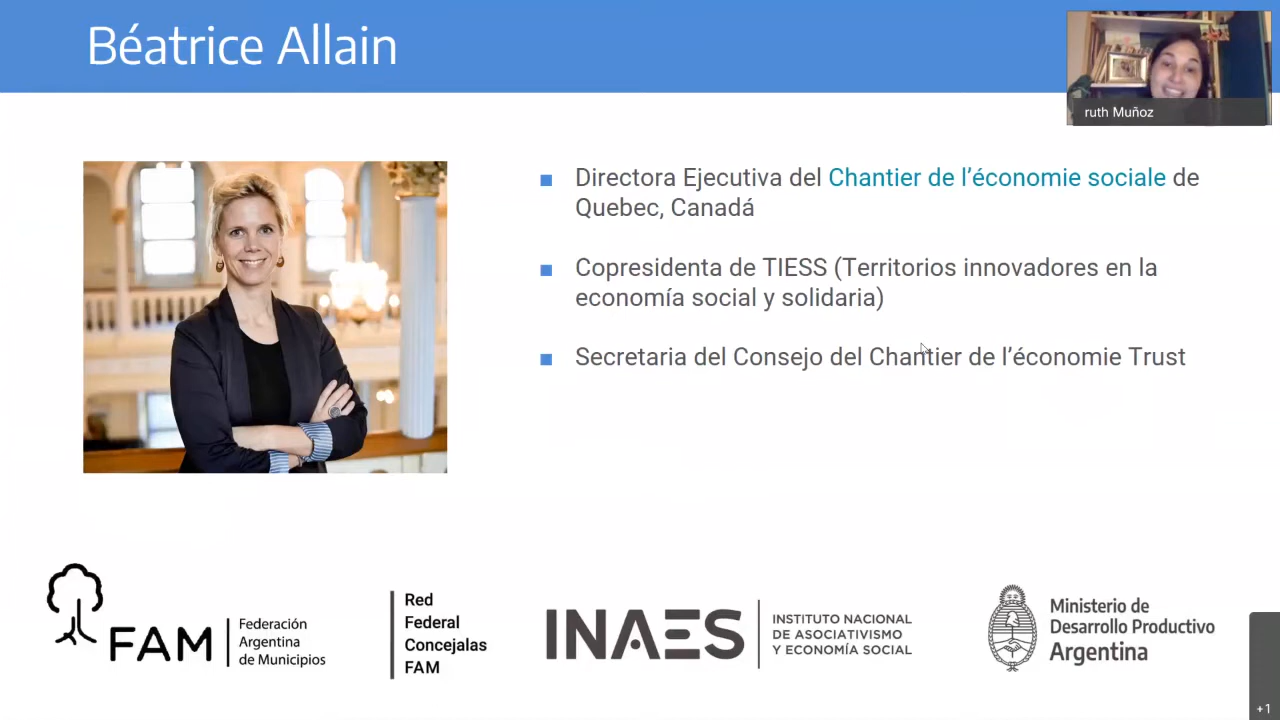 Béatrice Allain
ruth Muñoz
Directora Ejecutiva del Chantier de l’économie sociale de
Quebec, Canadá
Copresidenta de TIESS (Territorios innovadores en la
economía social y solidaria)
Secretaria del Consejo del Chantier de l’économie Trust
FAM
Federación
Argentina
de Municipios
Red
Federal
Concejalas
FAM
INAES
INSTITUTO NACIONAL
DE ASOCIATIVISMO
Y ECONOMÍA SOCIAL
Ministerio de
Desarrollo Productivo
Argentina
+1